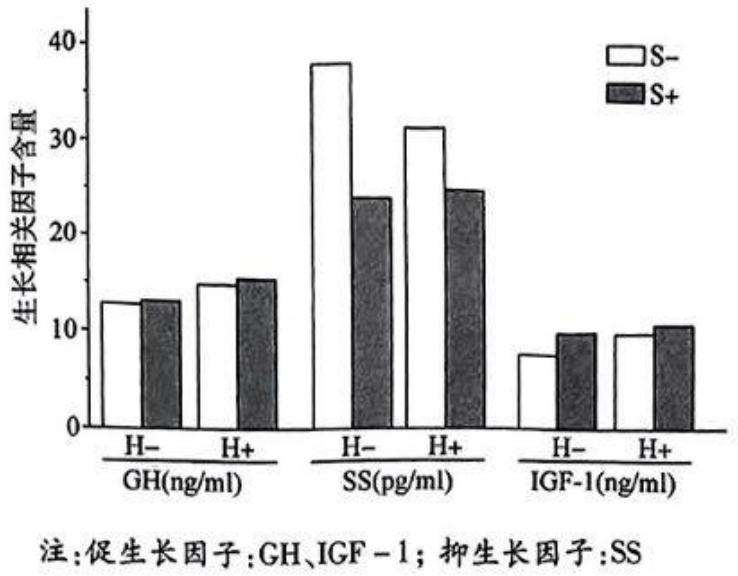 生长相关因子含量
40
30
20
10
0
S-
S+
H- H+ H- H+ H- H+
GH(ng/ml) SS(pg/ml) IGF-1(ng/ml)
注:促生长因子:GH、IGF-1; 抑生长因子:SS